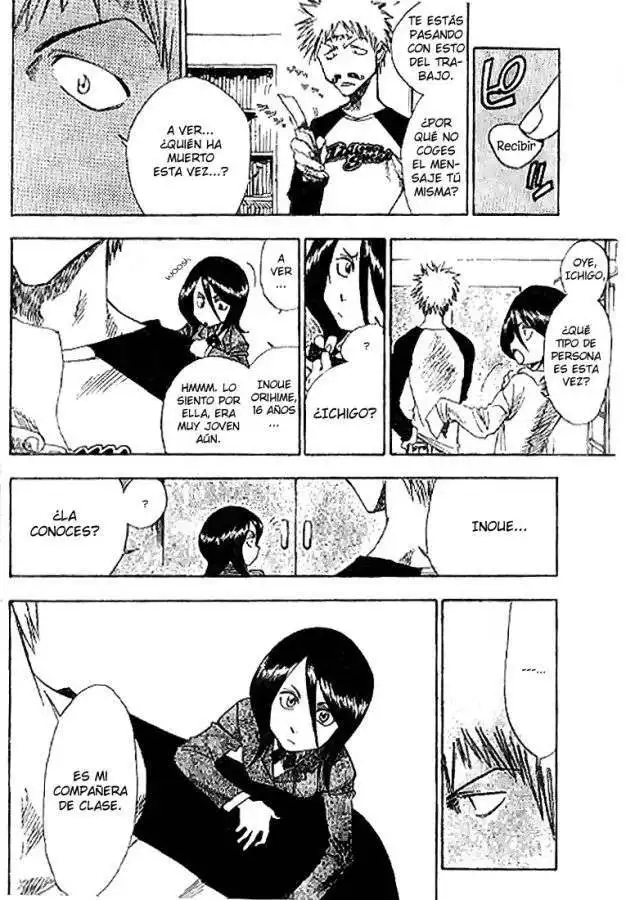 Recibir
TE ESTÁS
PASANDO
CON ESTO
DEL TRA-
BAJO.
¿POR
QUÉ NO
COGES
EL MEN-
SAJE TÚ
MISMA?
A VER...
¿QUIÉN HA
MUERTO
ESTA VEZ...?
OYE,
ICHIGO,
¿QUÉ
TIPO DE
PERSONA
ES ESTA
VEZ?
?
¿ICHIGO?
A
VER
...
WOOSH
INOUE
ORIHIME,
16 AÑOS
...
HMMM. LO
SIENTO POR
ELLA, ERA
MUY JOVEN
AÚN.
INOUE...
?
¿LA
CONOCES?
---...
ES MI
COMPAÑERA
DE CLASE.